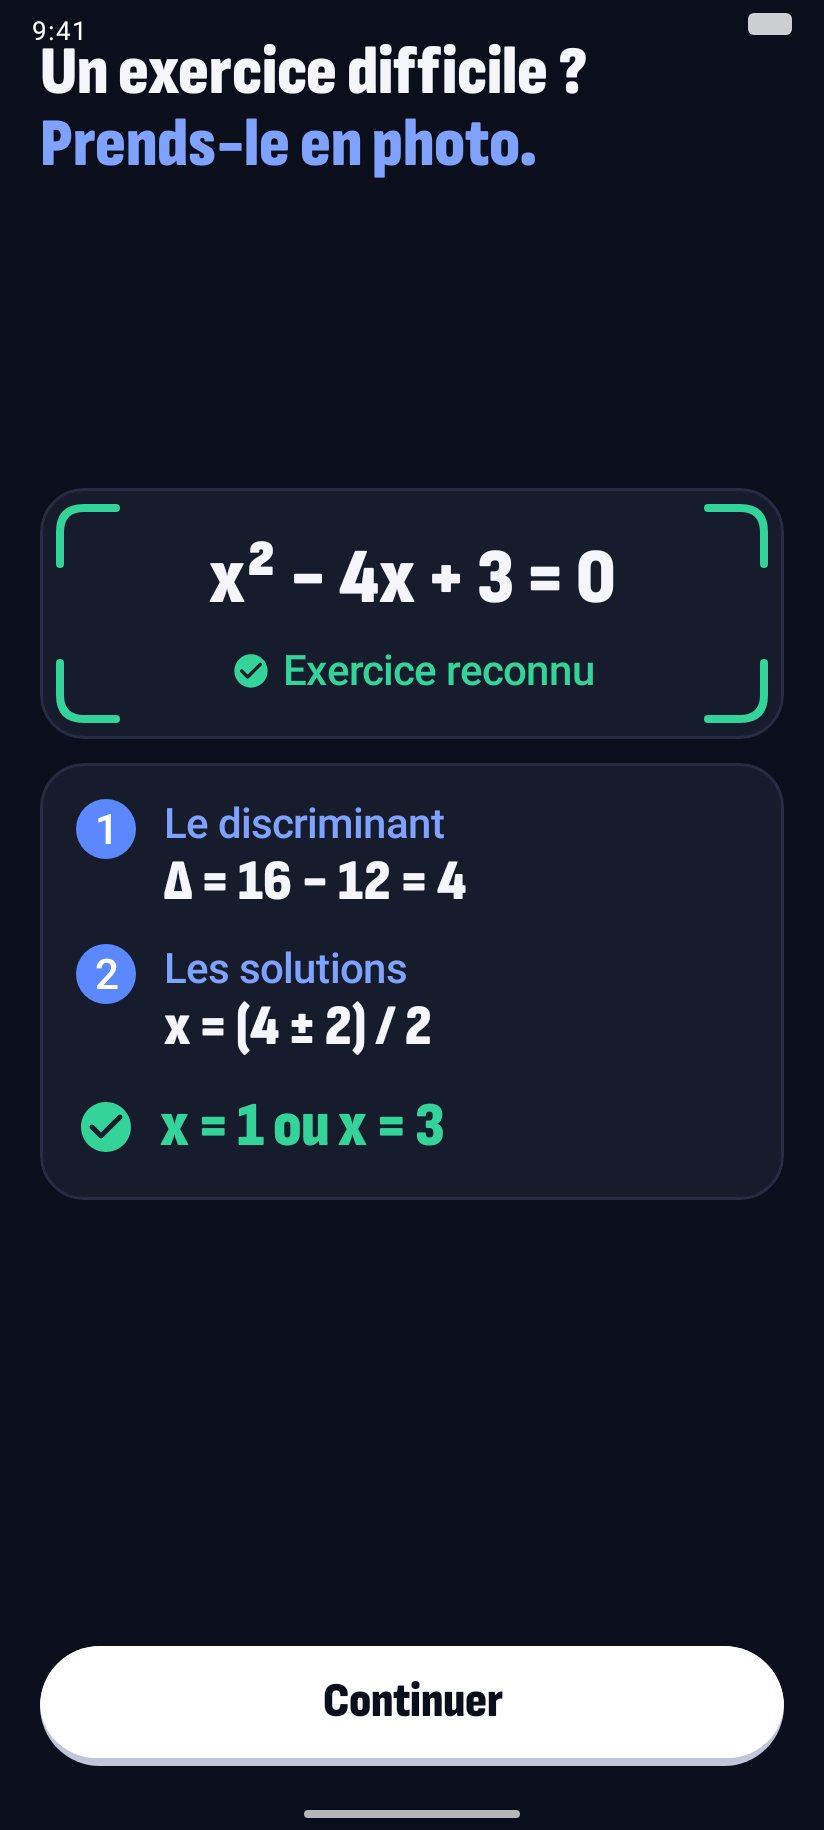 9:41
Un exercice difficile ?
Prends-le en photo.
x² − 4x + 3 = 0
Exercice reconnu
1
Le discriminant
Δ = 16 − 12 = 4
2
Les solutions
x = (4 ± 2) / 2
x = 1 ou x = 3
Continuer